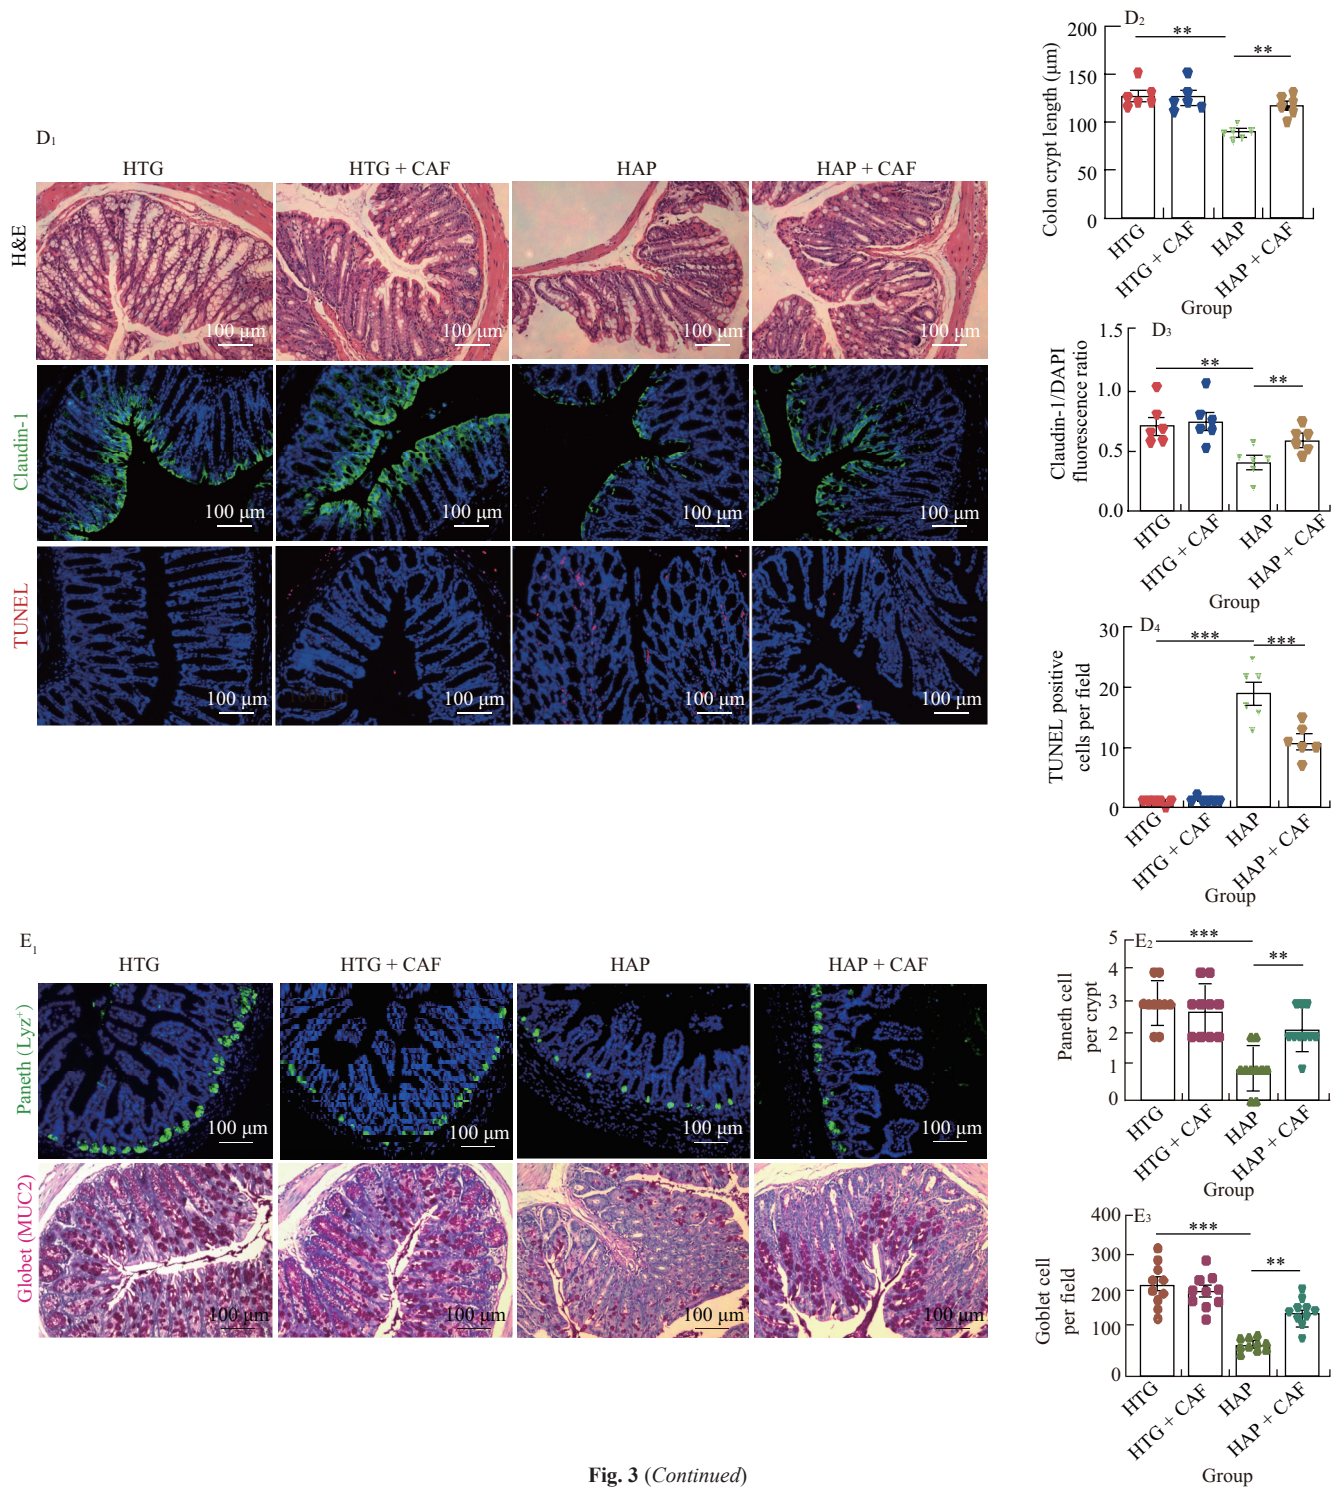 D1
HTG
HTG + CAF
HAP
HAP + CAF
H&E
100 μm
100 μm
100 μm
100 μm
Claudin-1
100 μm
100 μm
100 μm
100 μm
TUNEL
100 μm
100 μm
100 μm
100 μm
D2
Colon crypt length (μm)
200
150
100
50
0
**
**
HTG
HTG + CAF
HAP
HAP + CAF
Group
D3
Claudin-1/DAPI
fluorescence ratio
1.5
1.0
0.5
0.0
**
**
HTG
HTG + CAF
HAP
HAP + CAF
Group
D4
TUNEL positive
cells per field
30
20
10
0
***
***
HTG
HTG + CAF
HAP
HAP + CAF
Group
E1
HTG
HTG + CAF
HAP
HAP + CAF
Paneth (Lyz+)
100 μm
100 μm
100 μm
100 μm
Globet (MUC2)
100 μm
100 μm
100 μm
100 μm
E2
Paneth cell
per crypt
5
4
3
2
1
0
***
**
HTG
HTG + CAF
HAP
HAP + CAF
Group
E3
Goblet cell
per field
400
300
200
100
0
***
**
HTG
HTG + CAF
HAP
HAP + CAF
Group
Fig. 3 (Continued)